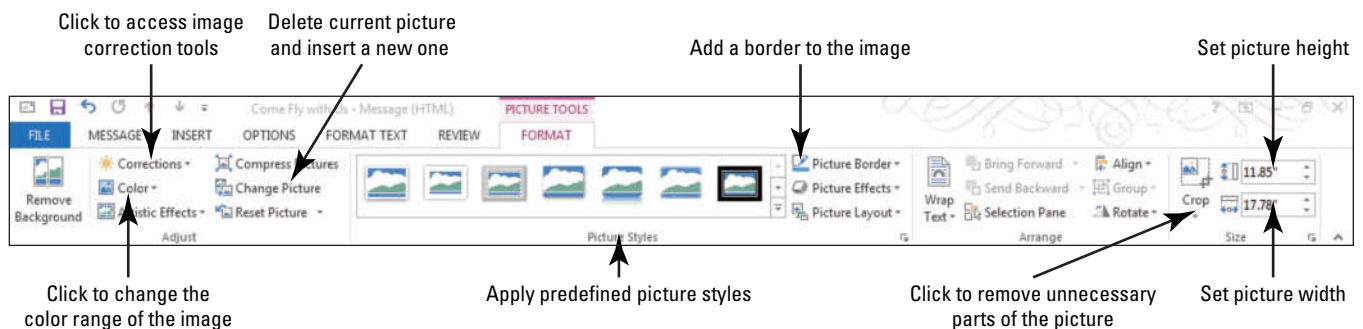 Click to access image
correction tools
Delete current picture
and insert a new one
Add a border to the image
Set picture height
Come Fly with Us - Message (HTML)
PICTURE TOOLS
FILE
MESSAGE
INSERT
OPTIONS
FORMAT TEXT
REVIEW
FORMAT
Remove
Background
Corrections
Color
Artistic Effects
Compress Pictures
Change Picture
Reset Picture
Adjust
Picture Styles
Picture Border
Picture Effects
Picture Layout
Wrap
Text
Bring Forward
Send Backward
Selection Pane
Align
Group
Rotate
Arrange
Crop
11.85"
17.78"
Size
Click to change the
color range of the image
Apply predefined picture styles
Click to remove unnecessary
parts of the picture
Set picture width